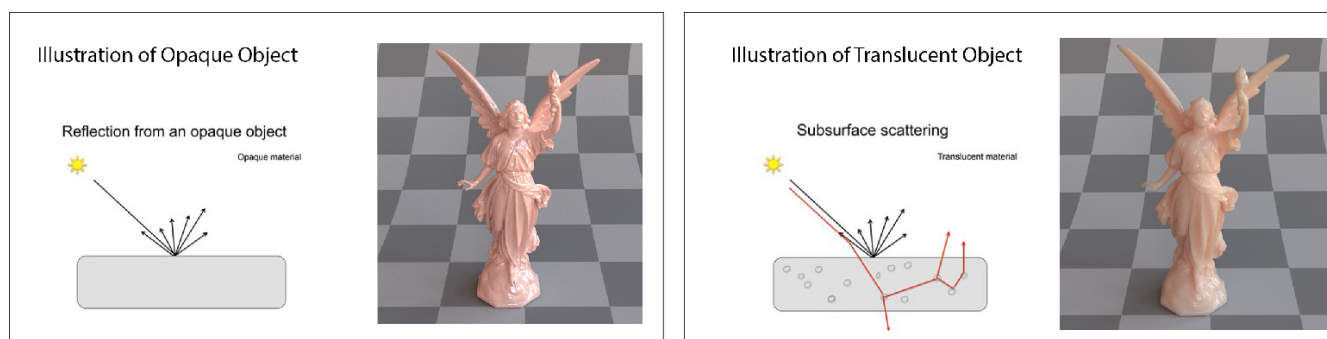 Illustration of Opaque Object
Reflection from an opaque object
Opaque material
Illustration of Translucent Object
Subsurface scattering
Translucent material